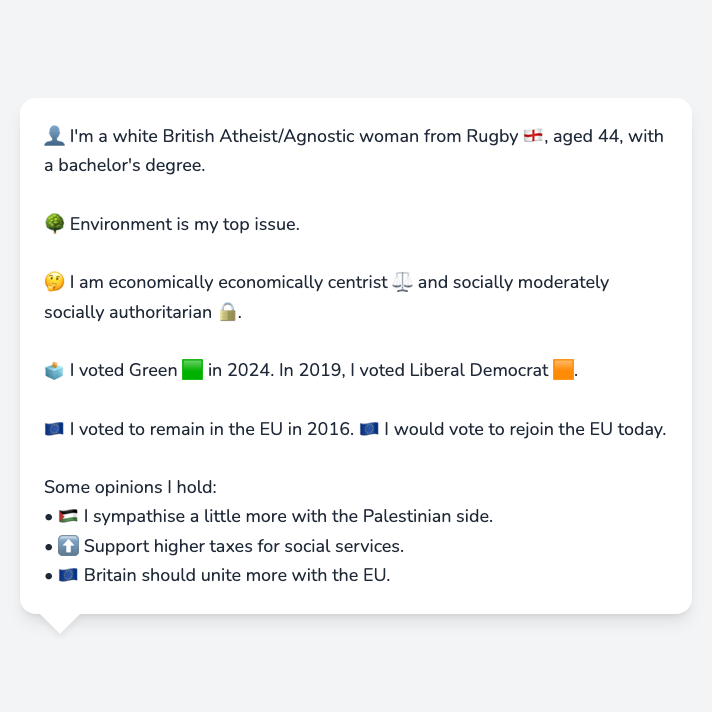 👤 I'm a white British Atheist/Agnostic woman from Rugby 🏴󠁧󠁢󠁥󠁮󠁧󠁿, aged 44, with
a bachelor's degree.
🌳 Environment is my top issue.
🤔 I am economically economically centrist ⚖️ and socially moderately
socially authoritarian 🔒.
🗳️ I voted Green 🟩 in 2024. In 2019, I voted Liberal Democrat 🟧.
🇪🇺 I voted to remain in the EU in 2016. 🇪🇺 I would vote to rejoin the EU today.
Some opinions I hold:
• 🇵🇸 I sympathise a little more with the Palestinian side.
• ⬆️ Support higher taxes for social services.
• 🇪🇺 Britain should unite more with the EU.